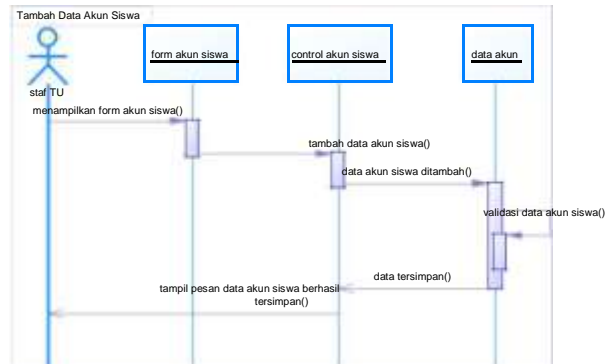 Tambah Data Akun Siswa
form akun siswa
control akun siswa
data akun
staf TU
menampilkan form akun siswa()
tambah data akun siswa()
data akun siswa ditambah()
validasi data akun siswa()
data tersimpan()
tampil pesan data akun siswa berhasil
tersimpan()